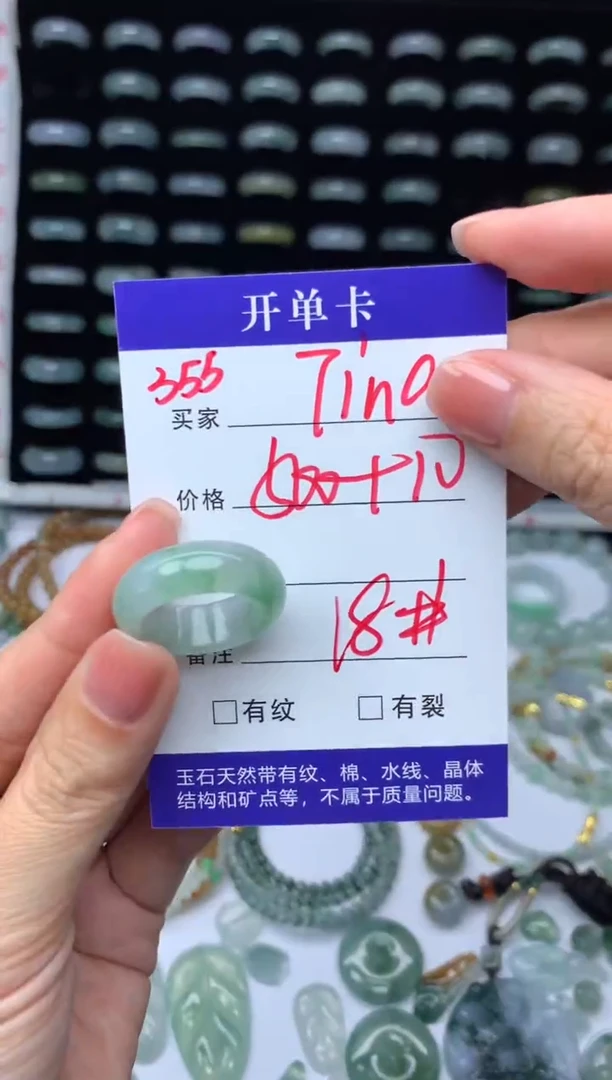 开单卡
355
买家 Tino
价格
18#
备注
□有纹 □有裂
玉石天然带有纹、棉、水线、晶体
结构和矿点等，不属于质量问题。